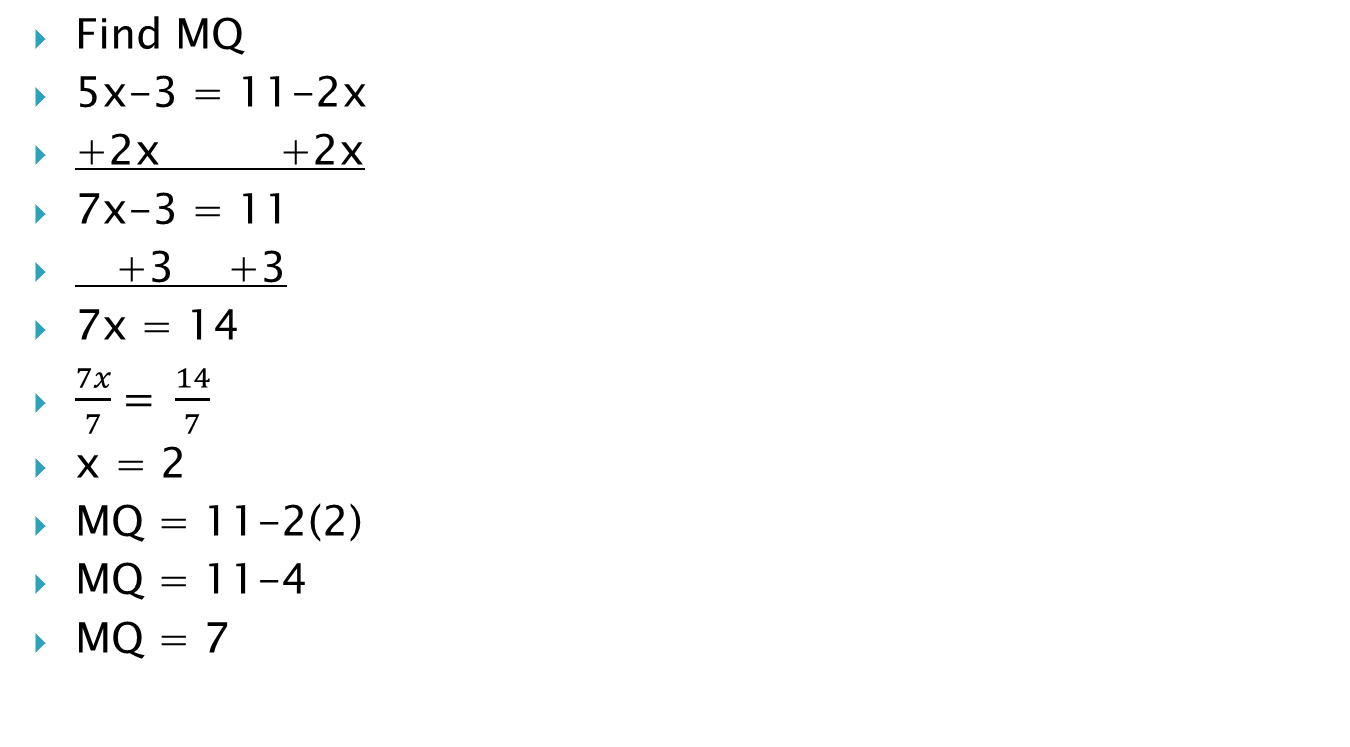 Find MQ
5x-3 = 11-2x
+2x +2x
7x-3 = 11
+3 +3
7x = 14
7x/7 = 14/7
x = 2
MQ = 11-2(2)
MQ = 11-4
MQ = 7